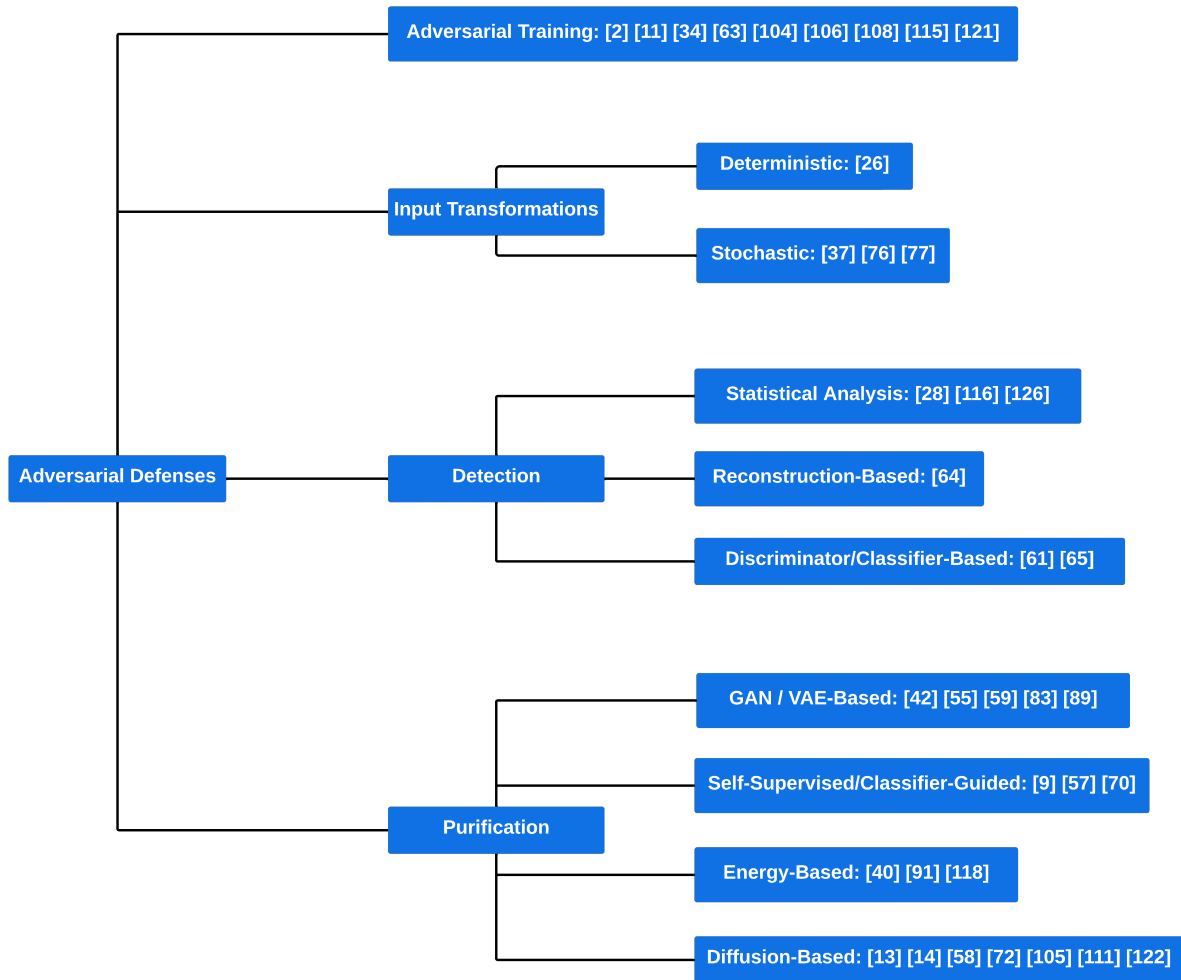 Adversarial Training: [2] [11] [34] [63] [104] [106] [108] [115] [121]
Deterministic: [26]
Input Transformations
Stochastic: [37] [76] [77]
Statistical Analysis: [28] [116] [126]
Adversarial Defenses
Detection
Reconstruction-Based: [64]
Discriminator/Classifier-Based: [61] [65]
GAN / VAE-Based: [42] [55] [59] [83] [89]
Self-Supervised/Classifier-Guided: [9] [57] [70]
Purification
Energy-Based: [40] [91] [118]
Diffusion-Based: [13] [14] [58] [72] [105] [111] [122]